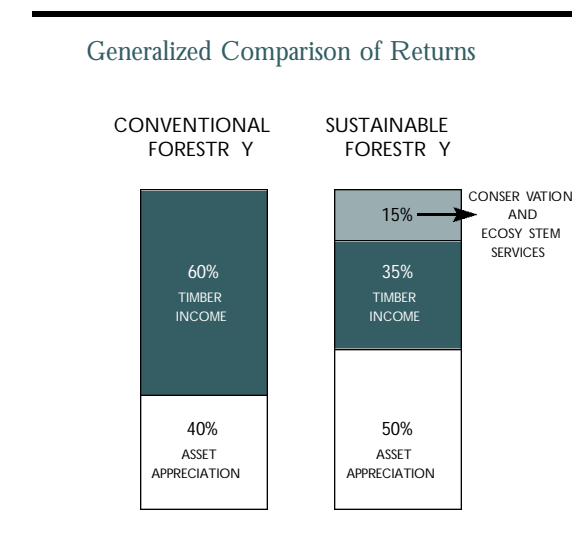 Generalized Comparison of Returns
CONVENTIONAL
FORESTR Y
SUSTAINABLE
FORESTR Y
60%
TIMBER
INCOME
40%
ASSET
APPRECIATION
15%
CONSER VATION
AND
ECOSY STEM
SERVICES
35%
TIMBER
INCOME
50%
ASSET
APPRECIATION